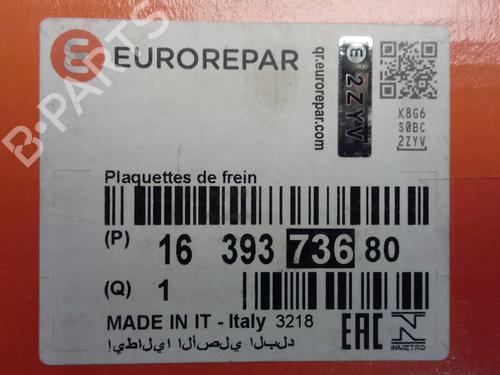 EUROREPAR
qr.eurorepar.com
2ZYV
K8G6
S0BC
2ZYV
Plaquettes de frein
(P) 16 393 736 80
(Q) 1
MADE IN IT - Italy 3218
إيطاليا الأصلي البلد
EAC
INMETRO
B-PARTS